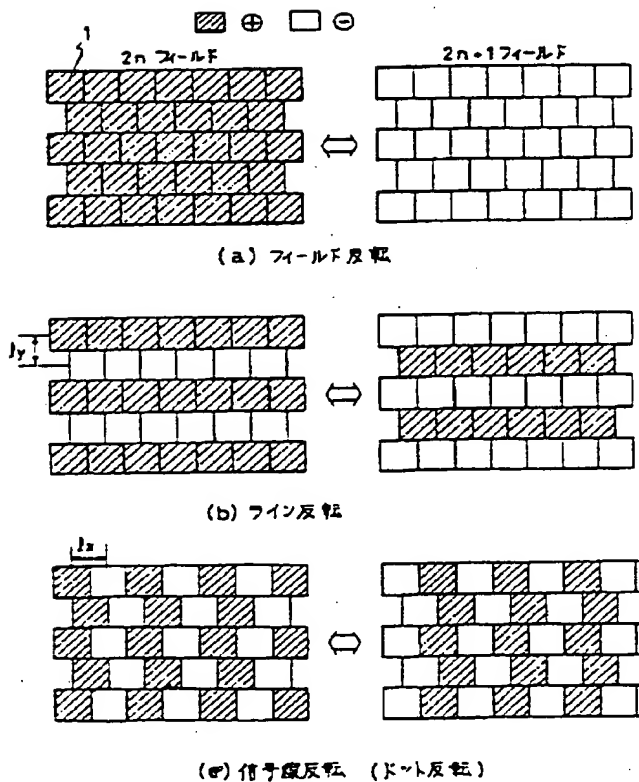 ⊕ ⊖
1
2n フィールド
2n+1 フィールド
(a) フィールド反転
ly
(b) ライン反転
lx
(c) 信号線反転 (ドット反転)